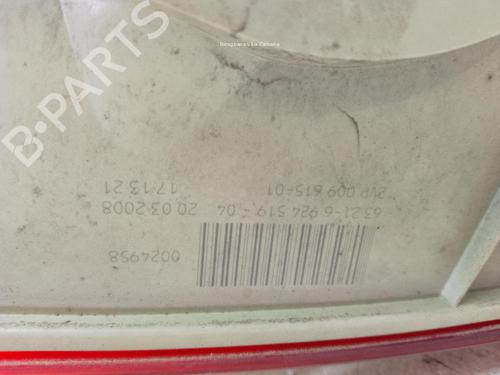 Desguaces La Cabaña
B-PARTS
2VP 009 615-01
63.21-6 924 519 - 04
17:13:21
20.03.2008
0024958